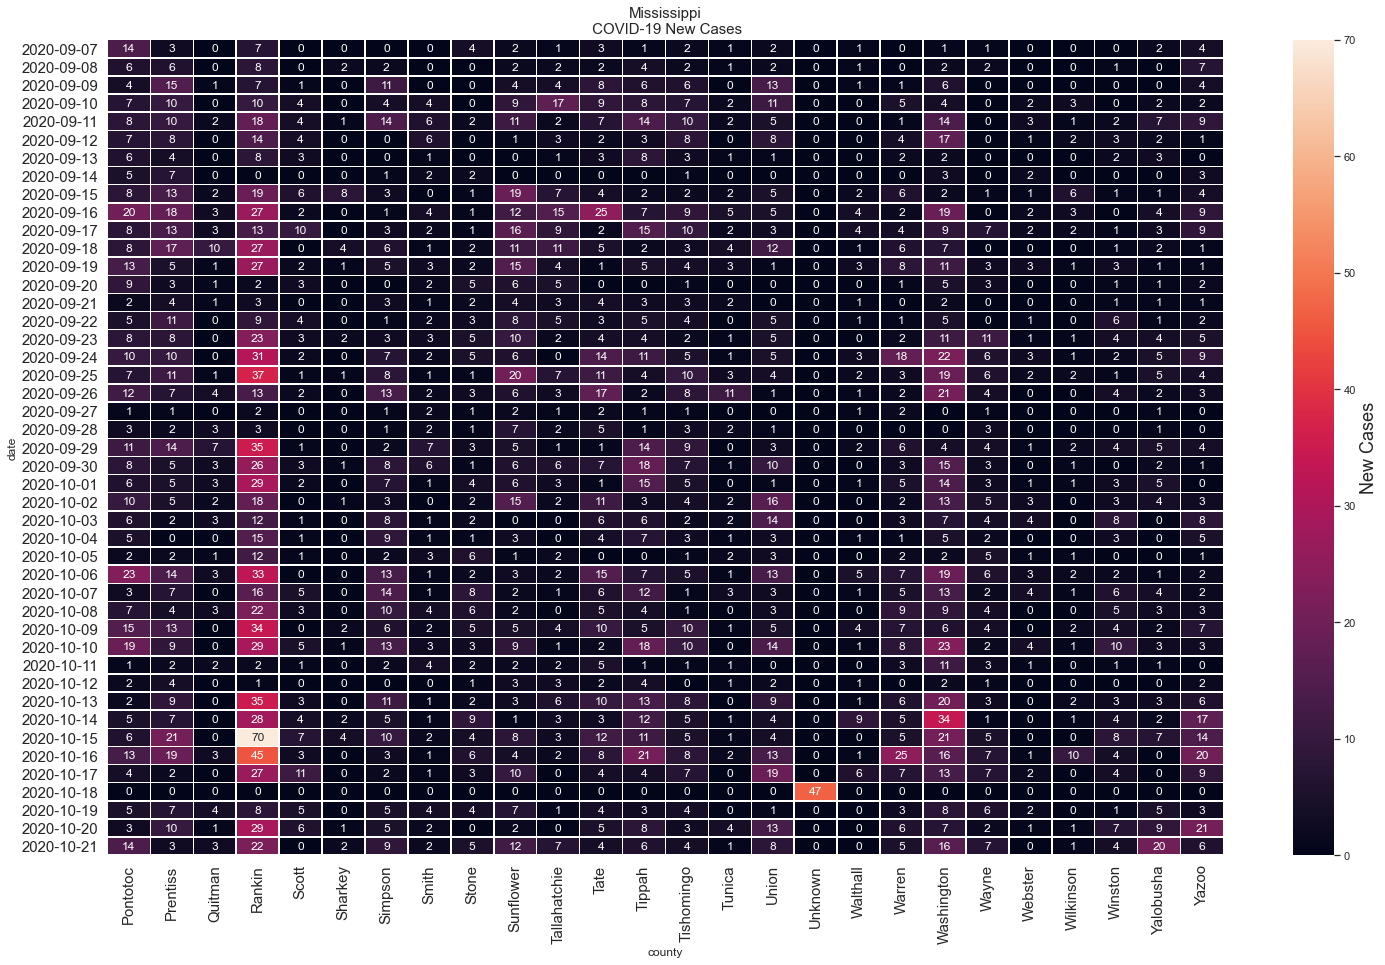 Mississippi
COVID-19 New Cases
2020-09-07 14 3 0 7 0 0 0 0 4 2 1 3 1 2 1 2 0 1 0 1 1 0 0 0 2 4
2020-09-08 6 6 0 8 0 2 2 0 0 2 2 2 4 2 1 2 0 1 0 2 2 0 0 1 0 7
2020-09-09 4 15 1 7 1 0 11 0 0 4 4 8 6 6 0 13 0 1 1 6 0 0 0 0 0 4
2020-09-10 7 10 0 10 4 0 4 4 0 9 17 9 8 7 2 11 0 0 5 4 0 2 3 0 2 2
2020-09-11 8 10 2 18 4 1 14 6 2 11 2 7 14 10 2 5 0 0 1 14 0 3 1 2 7 9
2020-09-12 7 8 0 14 4 0 0 6 0 1 3 2 3 8 0 8 0 0 4 17 0 1 2 3 2 1
2020-09-13 6 4 0 8 3 0 0 1 0 0 1 3 8 3 1 1 0 0 2 2 0 0 0 2 3 0
2020-09-14 5 7 0 0 0 0 1 2 2 0 0 0 0 1 0 0 0 0 0 3 0 2 0 0 0 3
2020-09-15 8 13 2 19 6 8 3 0 1 19 7 4 2 2 2 5 0 2 6 2 1 1 6 1 1 4
2020-09-16 20 18 3 27 2 0 1 4 1 12 15 25 7 9 5 5 0 4 2 19 0 2 3 0 4 9
2020-09-17 8 13 3 13 10 0 3 2 1 16 9 2 15 10 2 3 0 4 4 9 7 2 2 1 3 9
2020-09-18 8 17 10 27 0 4 6 1 2 11 11 5 2 3 4 12 0 1 6 7 0 0 0 1 2 1
2020-09-19 13 5 1 27 2 1 5 3 2 15 4 1 5 4 3 1 0 3 8 11 3 3 1 3 1 1
2020-09-20 9 3 1 2 3 0 0 2 5 6 5 0 0 1 0 0 0 0 1 5 3 0 0 1 1 2
2020-09-21 2 4 1 3 0 0 3 1 2 4 3 4 3 3 2 0 0 1 0 2 0 0 0 1 1 1
2020-09-22 5 11 0 9 4 0 1 2 3 8 5 3 5 4 0 5 0 1 1 5 0 1 0 6 1 2
2020-09-23 8 8 0 23 3 2 3 3 5 10 2 4 4 2 1 5 0 0 2 11 11 1 1 4 4 5
2020-09-24 10 10 0 31 2 0 7 2 5 6 0 14 11 5 1 5 0 3 18 22 6 3 1 2 5 9
2020-09-25 7 11 1 37 1 1 8 1 1 20 7 11 4 10 3 4 0 2 3 19 6 2 2 1 5 4
2020-09-26 12 7 4 13 2 0 13 2 3 6 3 17 2 8 11 1 0 1 2 21 4 0 0 4 2 3
2020-09-27 1 1 0 2 0 0 1 2 1 2 1 2 1 1 0 0 0 1 2 0 1 0 0 0 1 0
2020-09-28 3 2 3 3 0 0 1 2 1 7 2 5 1 3 2 1 0 0 0 0 3 0 0 0 1 0
2020-09-29 11 14 7 35 1 0 2 7 3 5 1 1 14 9 0 3 0 2 6 4 4 1 2 4 5 4
2020-09-30 8 5 3 26 3 1 8 6 1 6 6 7 18 7 1 10 0 0 3 15 3 0 1 0 2 1
2020-10-01 6 5 3 29 2 0 7 1 4 6 3 1 15 5 0 1 0 1 5 14 3 1 1 3 5 0
2020-10-02 10 5 2 18 0 1 3 0 2 15 2 11 3 4 2 16 0 0 2 13 5 3 0 3 4 3
2020-10-03 6 2 3 12 1 0 8 1 2 0 0 6 6 2 2 14 0 0 3 7 4 4 0 8 0 8
2020-10-04 5 0 0 15 1 0 9 1 1 3 0 4 7 3 1 3 0 1 1 5 2 0 0 3 0 5
2020-10-05 2 2 1 12 1 0 2 3 6 1 2 0 0 1 2 3 0 0 2 2 5 1 1 0 0 1
2020-10-06 23 14 3 33 0 0 13 1 2 3 2 15 7 5 1 13 0 5 7 19 6 3 2 2 1 2
2020-10-07 3 7 0 16 5 0 14 1 8 2 1 6 12 1 3 3 0 1 5 13 2 4 1 6 4 2
2020-10-08 7 4 3 22 3 0 10 4 6 2 0 5 4 1 0 3 0 0 9 9 4 0 0 5 3 3
2020-10-09 15 13 0 34 0 2 6 2 5 5 4 10 5 10 1 5 0 4 7 6 4 0 2 4 2 7
2020-10-10 19 9 0 29 5 1 13 3 3 9 1 2 18 10 0 14 0 1 8 23 2 4 1 10 3 3
2020-10-11 1 2 2 2 1 0 2 4 2 2 2 5 1 1 1 0 0 0 3 11 3 1 0 1 1 0
2020-10-12 2 4 0 1 0 0 0 0 1 3 3 2 4 0 1 2 0 1 0 2 1 0 0 0 0 2
2020-10-13 2 9 0 35 3 0 11 1 2 3 6 10 13 8 0 9 0 1 6 20 3 0 2 3 3 6
2020-10-14 5 7 0 28 4 2 5 1 9 1 3 3 12 5 1 4 0 9 5 34 1 0 1 4 2 17
2020-10-15 6 21 0 70 7 4 10 2 4 8 3 12 11 5 1 4 0 0 5 21 5 0 0 8 7 14
2020-10-16 13 19 3 45 3 0 3 1 6 4 2 8 21 8 2 13 0 1 25 16 7 1 10 4 0 20
2020-10-17 4 2 0 27 11 0 2 1 3 10 0 4 4 7 0 19 0 6 7 13 7 2 0 4 0 9
2020-10-18 0 0 0 0 0 0 0 0 0 0 0 0 0 0 0 0 47 0 0 0 0 0 0 0 0 0
2020-10-19 5 7 4 8 5 0 5 4 4 7 1 4 3 4 0 1 0 0 3 8 6 2 0 1 5 3
2020-10-20 3 10 1 29 6 1 5 2 0 2 0 5 8 3 4 13 0 0 6 7 2 1 1 7 9 21
2020-10-21 14 3 3 22 0 2 9 2 5 12 7 4 6 4 1 8 0 0 5 16 7 0 1 4 20 6
Pontotoc Prentiss Quitman Rankin Scott Sharkey Simpson Smith Stone Sunflower Tallahatchie Tate Tippah Tishomingo Tunica Union Unknown Walthall Warren Washington Wayne Webster Wilkinson Winston Yalobusha Yazoo
county
date
70
60
50
40
30
20
10
0
New Cases